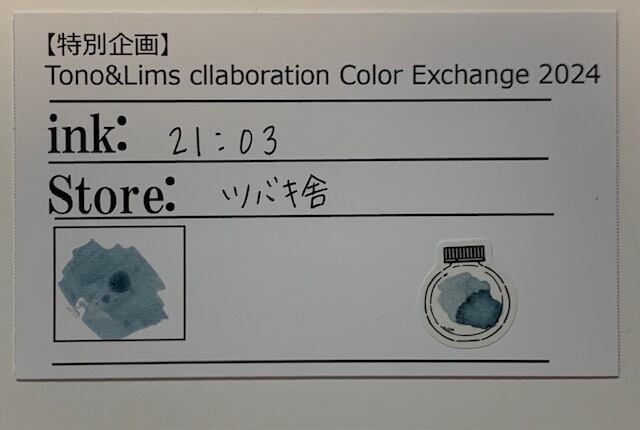 【特別企画】
Tono&Lims cllaboration Color Exchange 2024
ink: 21:03
Store: ツバキ舎